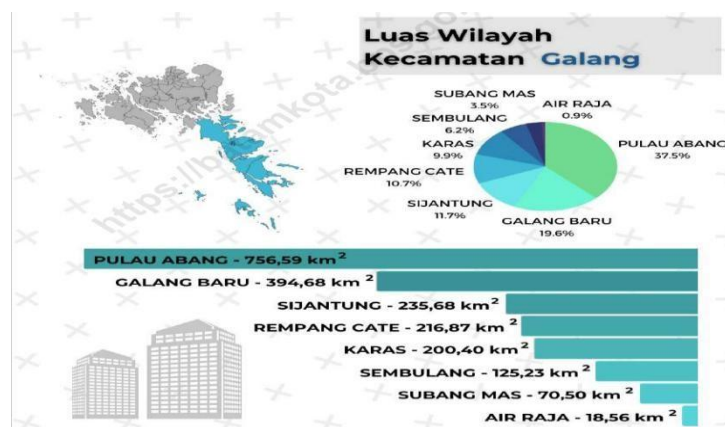 Luas Wilayah
Kecamatan Galang
SUBANG MAS
3.5%
AIR RAJA
0.9%
SEMBULANG
6.2%
KARAS
9.9%
PULAU ABANG
37.5%
REMPANG CATE
10.7%
SIJANTUNG
11.7%
GALANG BARU
19.6%
PULAU ABANG - 756,59 km²
GALANG BARU - 394,68 km²
SIJANTUNG - 235,68 km²
REMPANG CATE - 216,87 km²
KARAS - 200,40 km²
SEMBULANG - 125,23 km²
SUBANG MAS - 70,50 km²
AIR RAJA - 18,56 km²